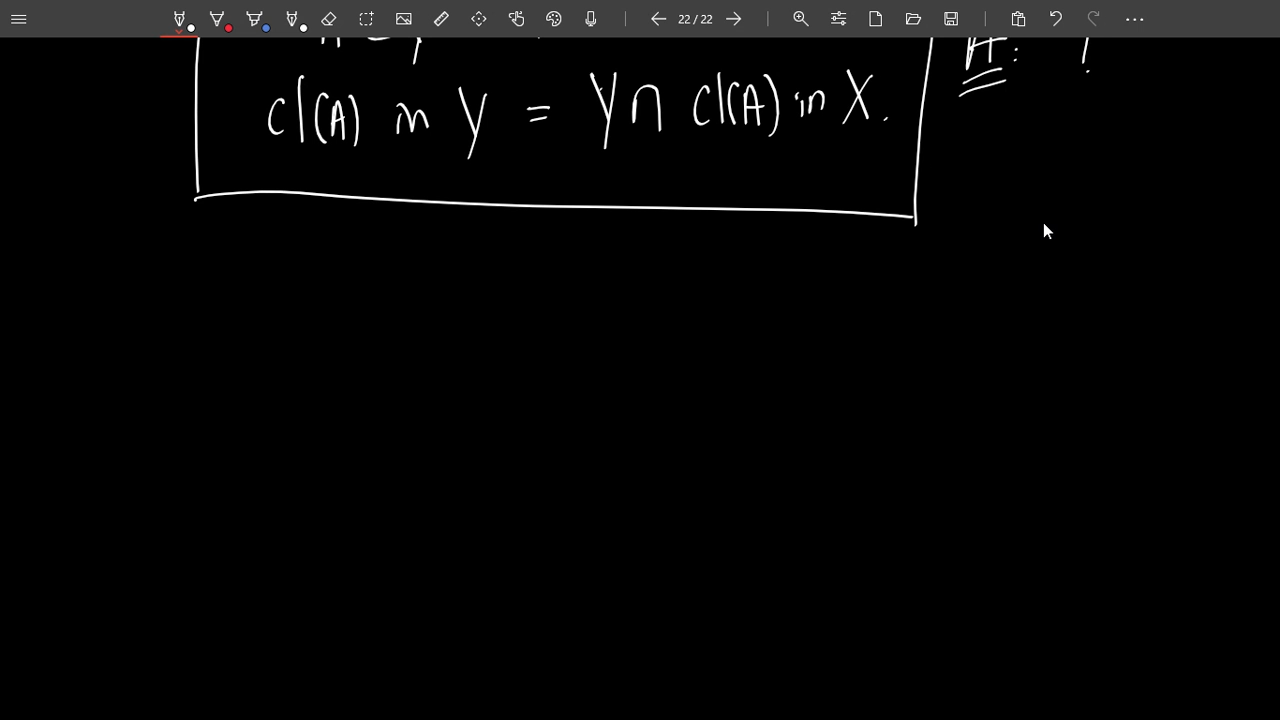 22 / 22
cl(A) in Y = Y ∩ cl(A) in X.